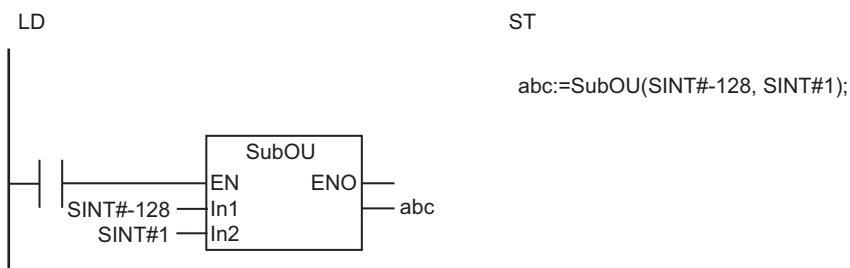 LD
ST
abc:=SubOU(SINT#-128, SINT#1);
SubOU
EN ENO
SINT#-128 In1 abc
SINT#1 In2